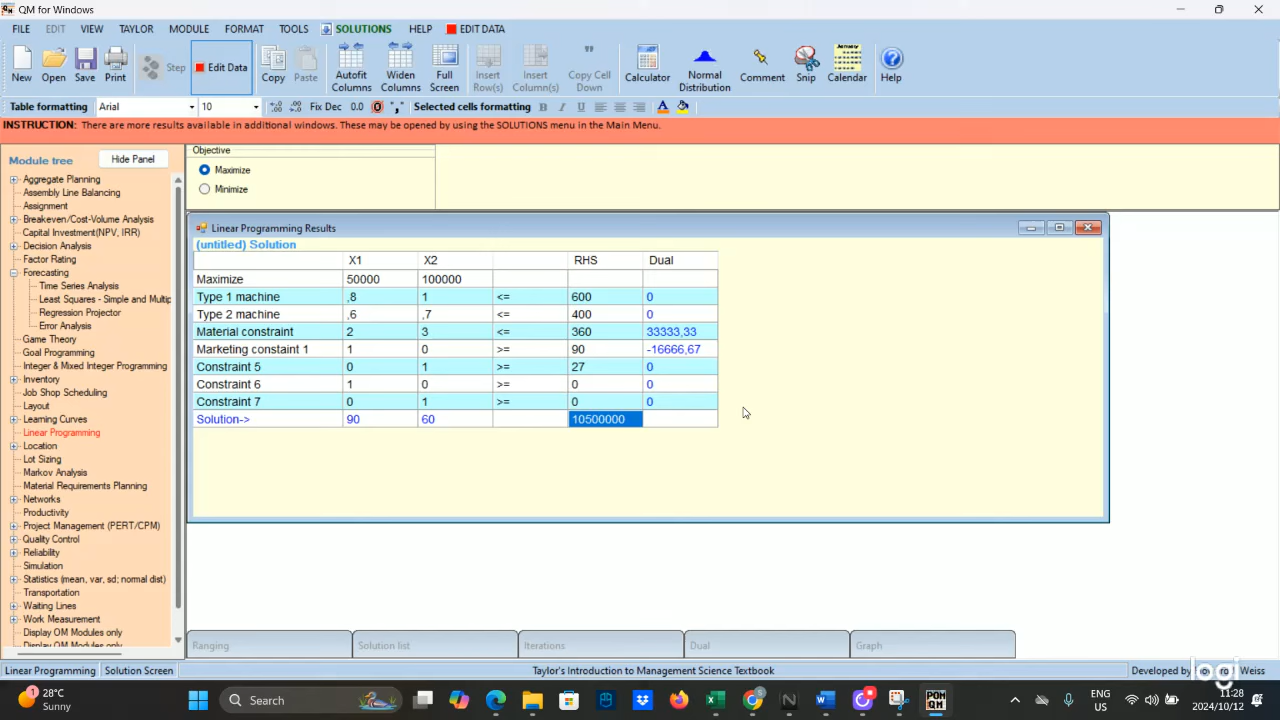 QM for Windows
FILE EDIT VIEW TAYLOR MODULE FORMAT TOOLS SOLUTIONS HELP EDIT DATA
New Open Save Print Step Edit Data Copy Paste Autofit Columns Widen Columns Full Screen Insert Row(s) Insert Column(s) Copy Cell Down Calculator Normal Distribution Comment Snip Calendar Help
Table formatting Arial 10 Fix Dec 0.0 Selected cells formatting B I U A
INSTRUCTION: There are more results available in additional windows. These may be opened by using the SOLUTIONS menu in the Main Menu.
Module tree Hide Panel
Aggregate Planning
Assembly Line Balancing
Assignment
Breakeven/Cost-Volume Analysis
Capital Investment(NPV, IRR)
Decision Analysis
Factor Rating
Forecasting
Time Series Analysis
Least Squares - Simple and Multip
Regression Projector
Error Analysis
Game Theory
Goal Programming
Integer & Mixed Integer Programming
Inventory
Job Shop Scheduling
Layout
Learning Curves
Linear Programming
Location
Lot Sizing
Markov Analysis
Material Requirements Planning
Networks
Productivity
Project Management (PERT/CPM)
Quality Control
Reliability
Simulation
Statistics (mean, var, sd; normal dist)
Transportation
Waiting Lines
Work Measurement
Display OM Modules only
Objective
Maximize
Minimize
Linear Programming Results
(untitled) Solution
X1 X2 RHS Dual
Maximize 50000 100000
Type 1 machine ,8 1 <= 600 0
Type 2 machine ,6 ,7 <= 400 0
Material constraint 2 3 <= 360 33333,33
Marketing constaint 1 1 0 >= 90 -16666,67
Constraint 5 0 1 >= 27 0
Constraint 6 1 0 >= 0 0
Constraint 7 0 1 >= 0 0
Solution-> 90 60 10500000
Ranging Solution list Iterations Dual Graph
Linear Programming Solution Screen Taylor's Introduction to Management Science Textbook Developed by Weiss
28°C
Sunny
Search
ENG
US
11:28
2024/10/12